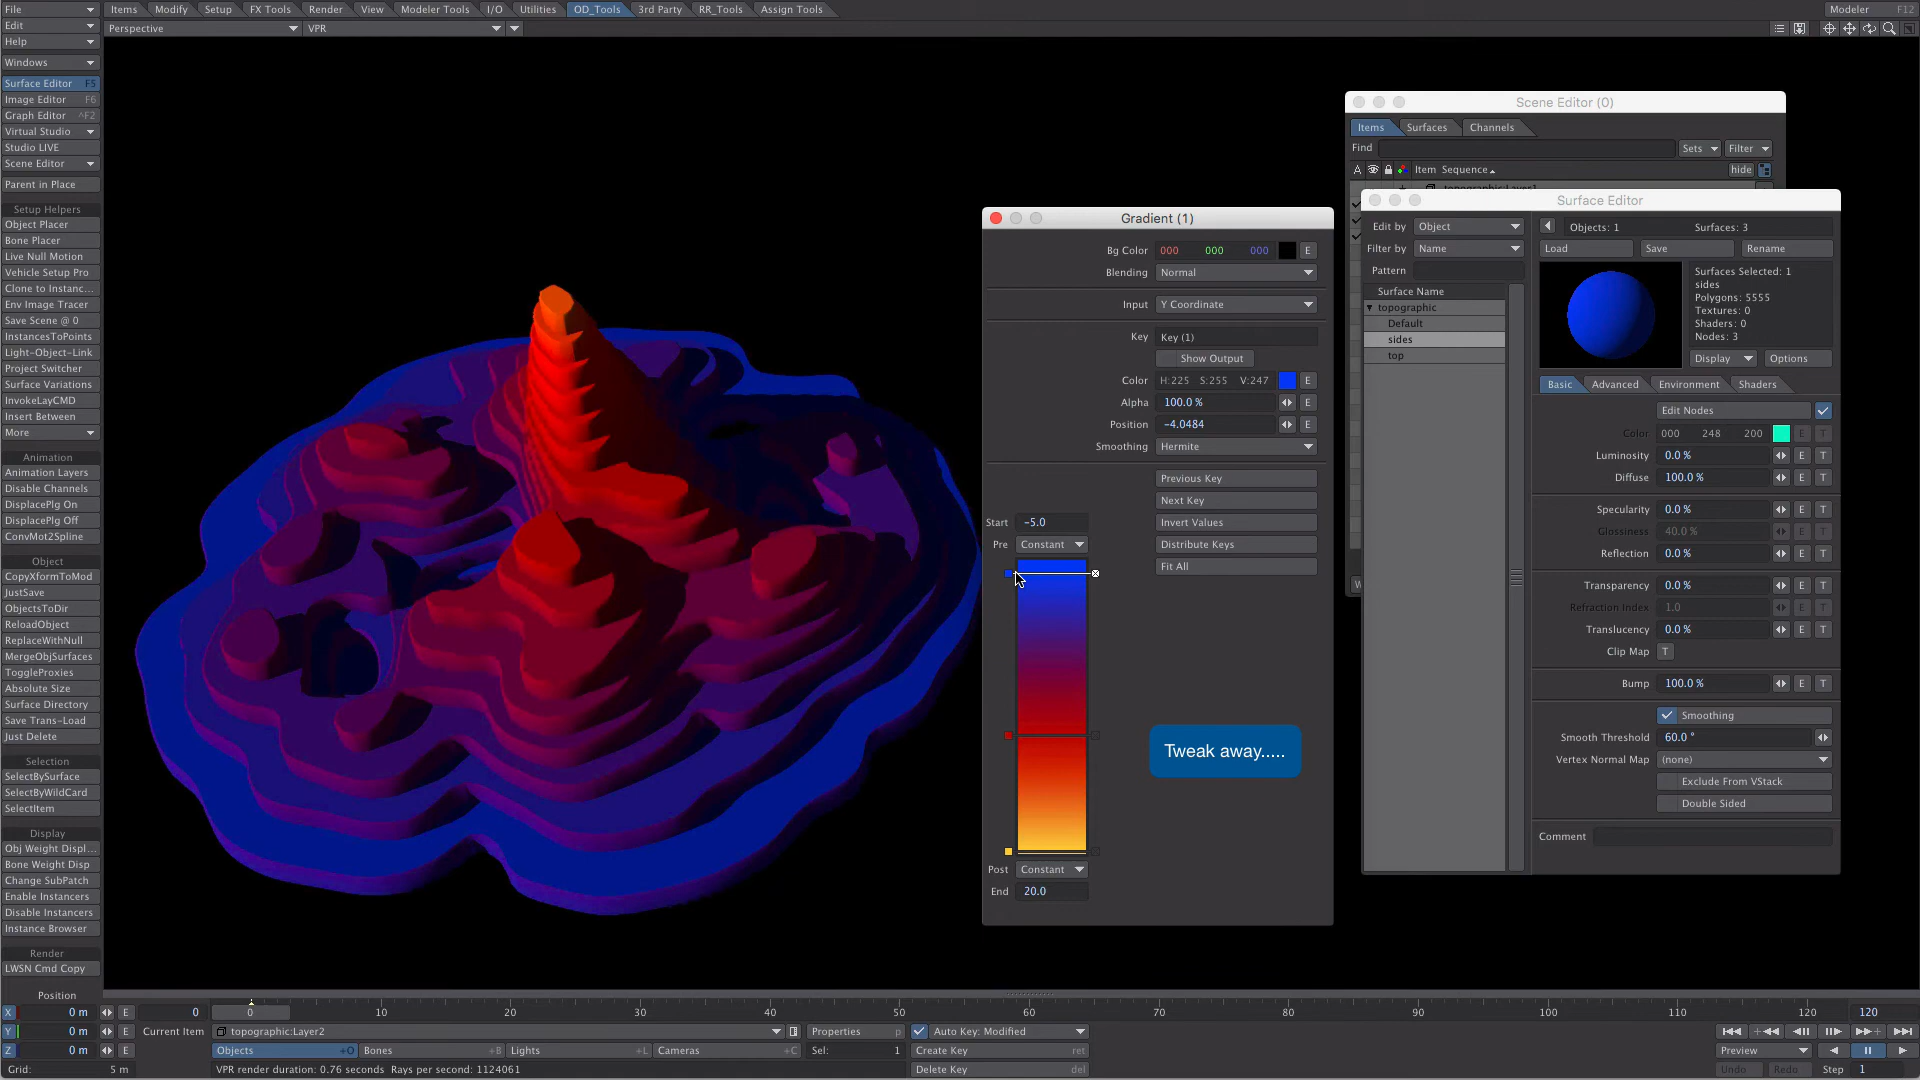 File
Items Modify Setup FX Tools Render View Modeler Tools I/O Utilities OD_Tools 3rd Party RR_Tools Assign Tools
Modeler F12
Edit
Perspective
VPR
Help
Windows
Surface Editor F5
Image Editor F6
Graph Editor ^F2
Virtual Studio
Studio LIVE
Scene Editor
Parent in Place
Setup Helpers
Object Placer
Bone Placer
Live Null Motion
Vehicle Setup Pro
Clone to Instanc...
Env Image Tracer
Save Scene @ 0
InstancesToPoints
Light-Object-Link
Project Switcher
Surface Variations
InvokeLayCMD
Insert Between
More
Animation
Animation Layers
Disable Channels
DisplacePlg On
DisplacePlg Off
ConvMot2Spline
Object
CopyXformToMod
JustSave
ObjectsToDir
ReloadObject
ReplaceWithNull
MergeObjSurfaces
ToggleProxies
Absolute Size
Surface Directory
Save Trans-Load
Just Delete
Selection
SelectBySurface
SelectByWildCard
SelectItem
Display
Obj Weight Displ...
Bone Weight Disp
Change SubPatch
Enable Instancers
Disable Instancers
Instance Browser
Render
LWSN Cmd Copy
Gradient (1)
Bg Color 000 000 000 E
Blending Normal
Input Y Coordinate
Key Key (1)
Show Output
Color H:225 S:255 V:247 E
Alpha 100.0 % E
Position -4.0484 E
Smoothing Hermite
Previous Key
Next Key
Invert Values
Distribute Keys
Fit All
Start -5.0
Pre Constant
Post Constant
End 20.0
Tweak away.....
Scene Editor (0)
Items Surfaces Channels
Find Sets Filter
A Item Sequence hide
Surface Editor
Edit by Object
Filter by Name
Pattern
Surface Name
topographic
Default
sides
top
Objects: 1 Surfaces: 3
Load Save Rename
Surfaces Selected: 1
sides
Polygons: 5555
Textures: 0
Shaders: 0
Nodes: 3
Display Options
Basic Advanced Environment Shaders
Edit Nodes
Color 000 248 200 E T
Luminosity 0.0 % E T
Diffuse 100.0 % E T
Specularity 0.0 % E T
Glossiness 40.0 % E T
Reflection 0.0 % E T
Transparency 0.0 % E T
Refraction Index 1.0 E T
Translucency 0.0 % E T
Clip Map T
Bump 100.0 % E T
Smoothing
Smooth Threshold 60.0 °
Vertex Normal Map (none)
Exclude From VStack
Double Sided
Comment
Position
X 0 m E
Y 0 m E
Z 0 m E
Grid: 5 m
0 0 10 20 30 40 50 60 70 80 90 100 110 120 120
Current Item topographic:Layer2 Properties p Auto Key: Modified
Objects +O Bones +B Lights +L Cameras +C Sel: 1 Create Key ret
Preview
VPR render duration: 0.76 seconds Rays per second: 1124061
Delete Key del
Undo Redo Step 1